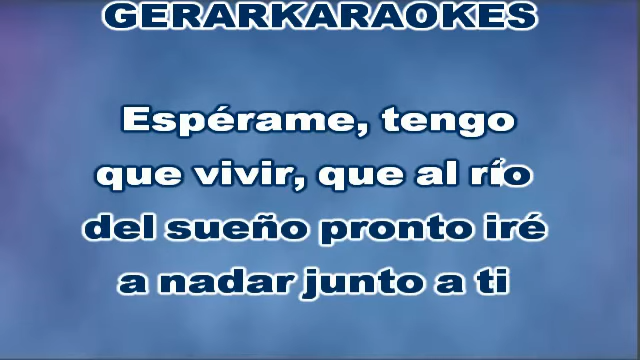 GERARKARAOKES
Espérame, tengo
que vivir, que al río
del sueño pronto iré
a nadar junto a ti